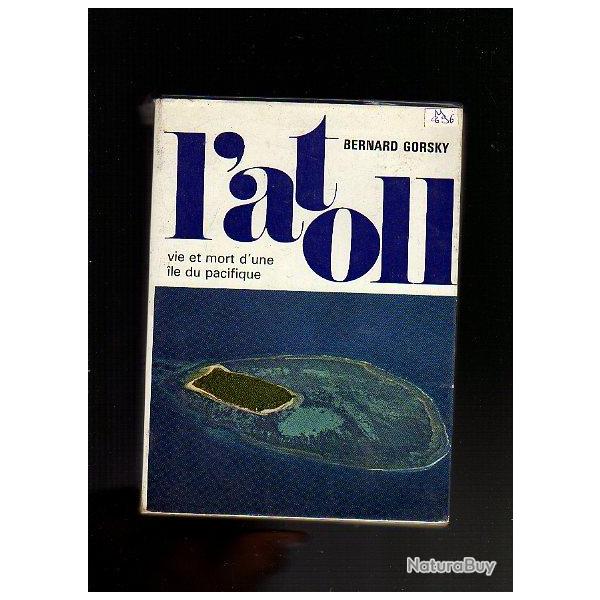 BERNARD GORSKY
l'atoll
vie et mort d'une
île du pacifique
NaturaBuy